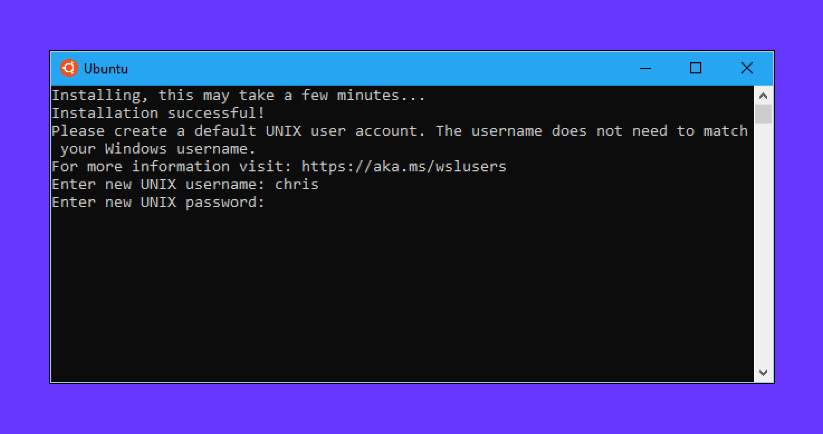 Ubuntu
Installing, this may take a few minutes...
Installation successful!
Please create a default UNIX user account. The username does not need to match
your Windows username.
For more information visit: https://aka.ms/wslusers
Enter new UNIX username: chris
Enter new UNIX password: